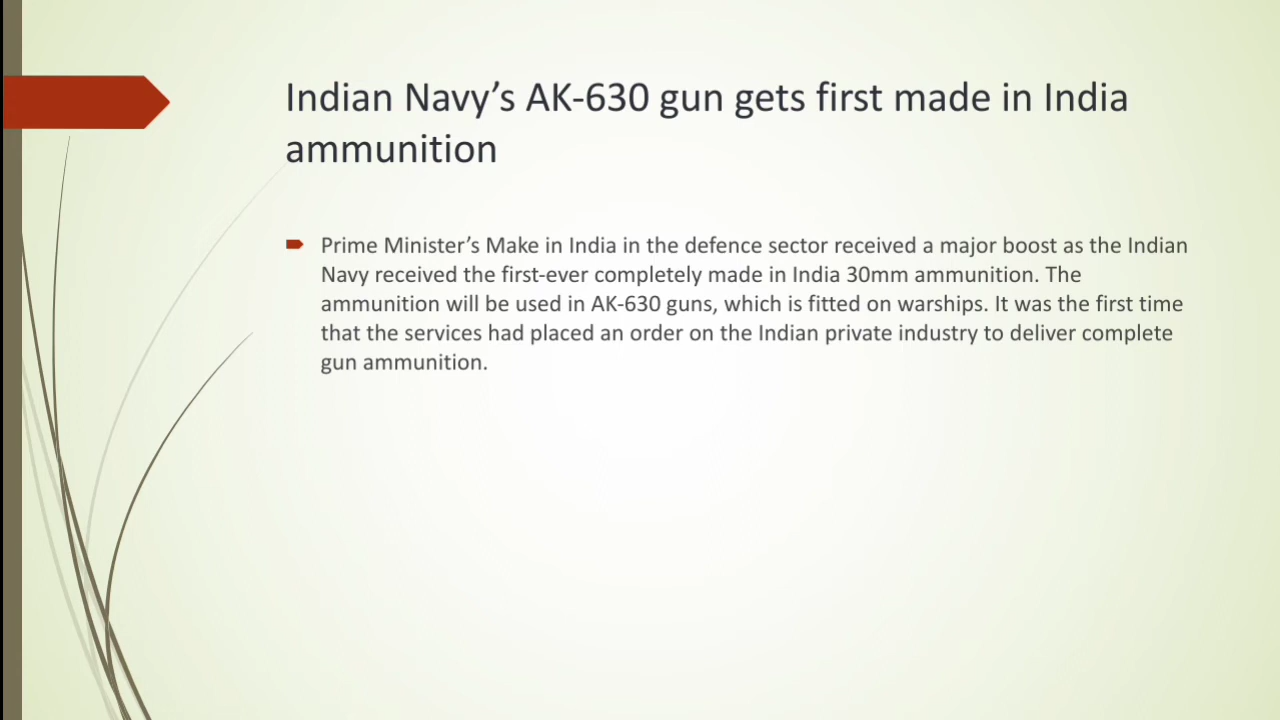 Indian Navy’s AK-630 gun gets first made in India
ammunition
Prime Minister’s Make in India in the defence sector received a major boost as the Indian
Navy received the first-ever completely made in India 30mm ammunition. The
ammunition will be used in AK-630 guns, which is fitted on warships. It was the first time
that the services had placed an order on the Indian private industry to deliver complete
gun ammunition.